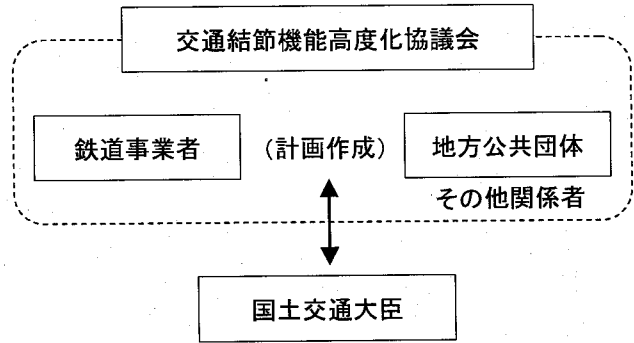 交通結節機能高度化協議会
鉄道事業者 (計画作成) 地方公共団体
その他関係者
国土交通大臣